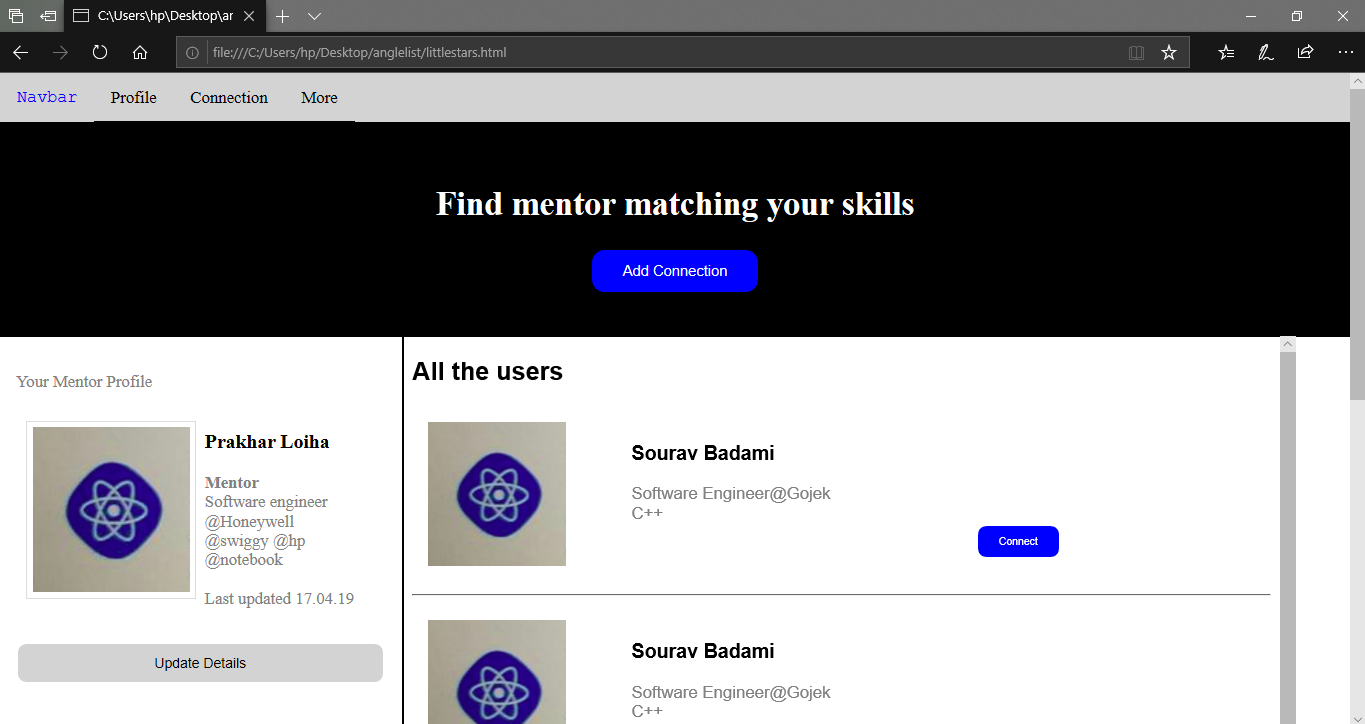 C:\Users\hp\Desktop\ar
file:///C:/Users/hp/Desktop/anglelist/littlestars.html
Navbar Profile Connection More
Find mentor matching your skills
Add Connection
Your Mentor Profile
Prakhar Loiha
Mentor
Software engineer
@Honeywell
@swiggy @hp
@notebook
Last updated 17.04.19
Update Details
All the users
Sourav Badami
Software Engineer@Gojek
C++
Connect
Sourav Badami
Software Engineer@Gojek
C++